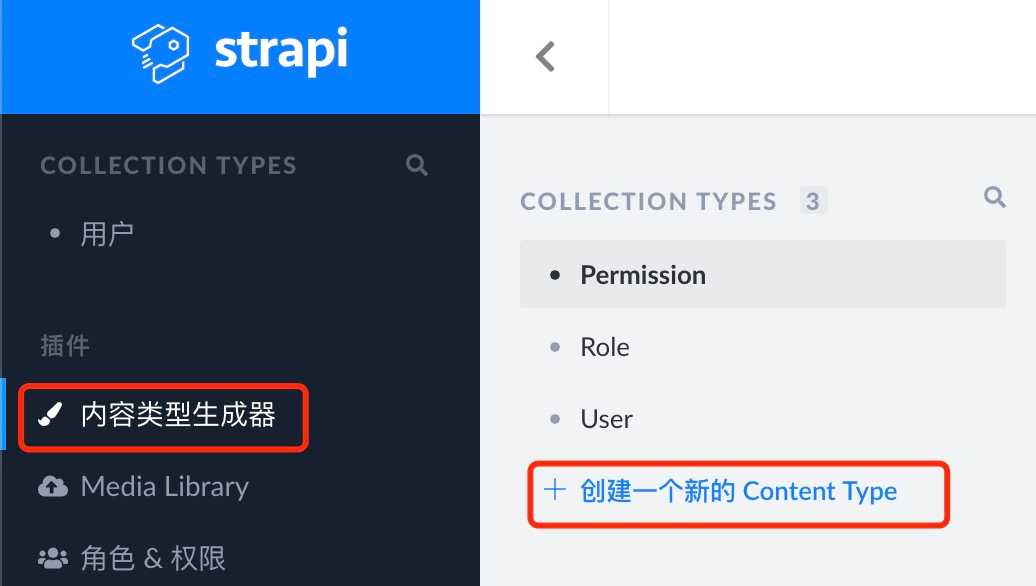 strapi
COLLECTION TYPES
用户
插件
内容类型生成器
Media Library
角色 & 权限
COLLECTION TYPES 3
Permission
Role
User
创建一个新的 Content Type